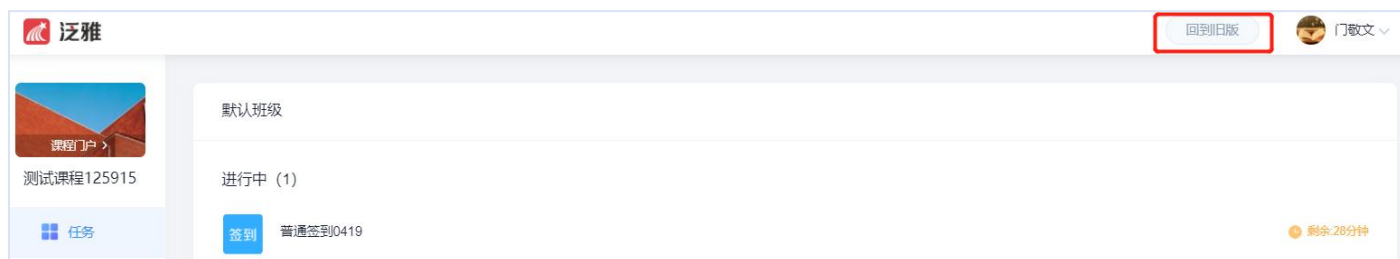 泛雅
回到旧版
门敬文
课程门户 >
测试课程125915
任务
默认班级
进行中（1）
签到
普通签到0419
剩余:28分钟